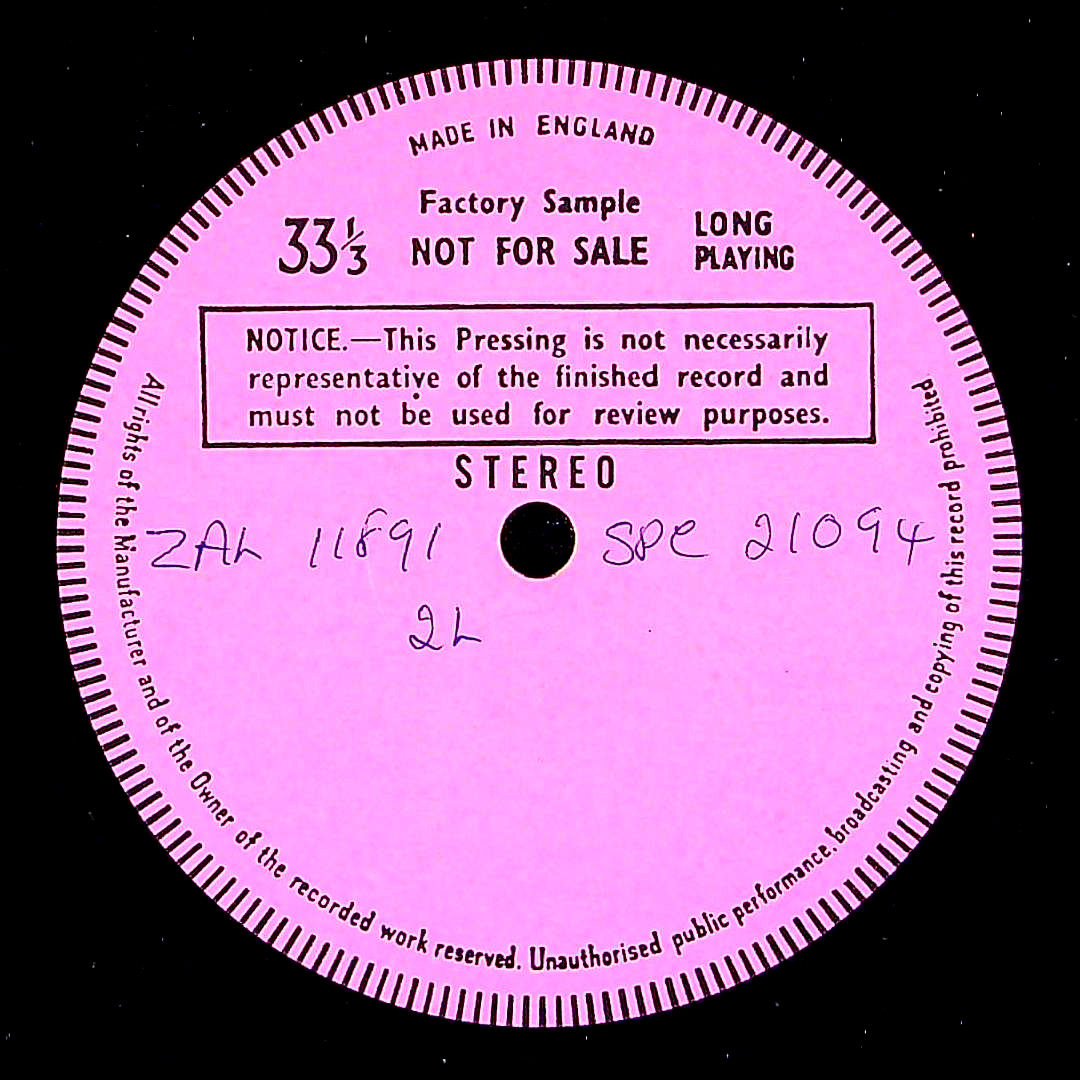 MADE IN ENGLAND
Factory Sample
33⅓ NOT FOR SALE LONG PLAYING
NOTICE.—This Pressing is not necessarily
representative of the finished record and
must not be used for review purposes.
STEREO
ZAL 11891 SPC 21094
2L
All rights of the Manufacturer and of the Owner of the recorded work reserved. Unauthorised public performance, broadcasting and copying of this record prohibited